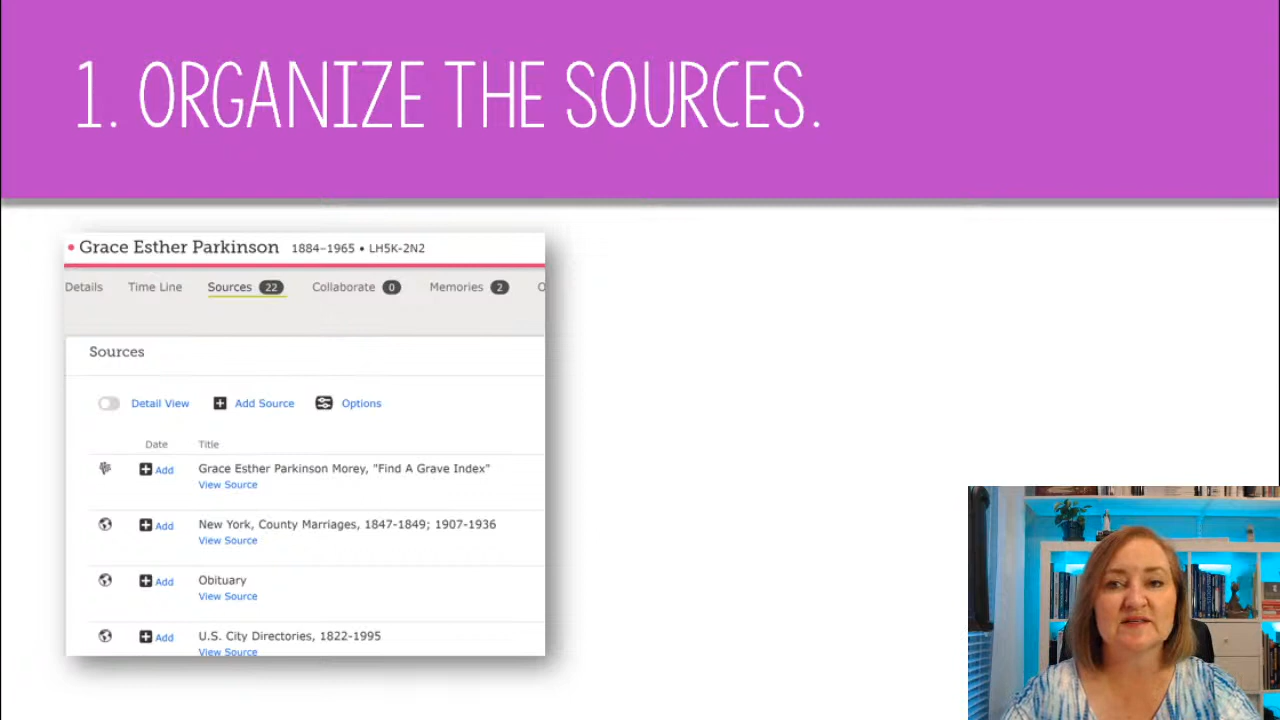 1. ORGANIZE THE SOURCES.
Grace Esther Parkinson 1884–1965 • LH5K-2N2
Details Time Line Sources 22 Collaborate 0 Memories 2 O
Sources
Detail View Add Source Options
Date Title
Add Grace Esther Parkinson Morey, "Find A Grave Index"
View Source
Add New York, County Marriages, 1847-1849; 1907-1936
View Source
Add Obituary
View Source
Add U.S. City Directories, 1822-1995
View Source